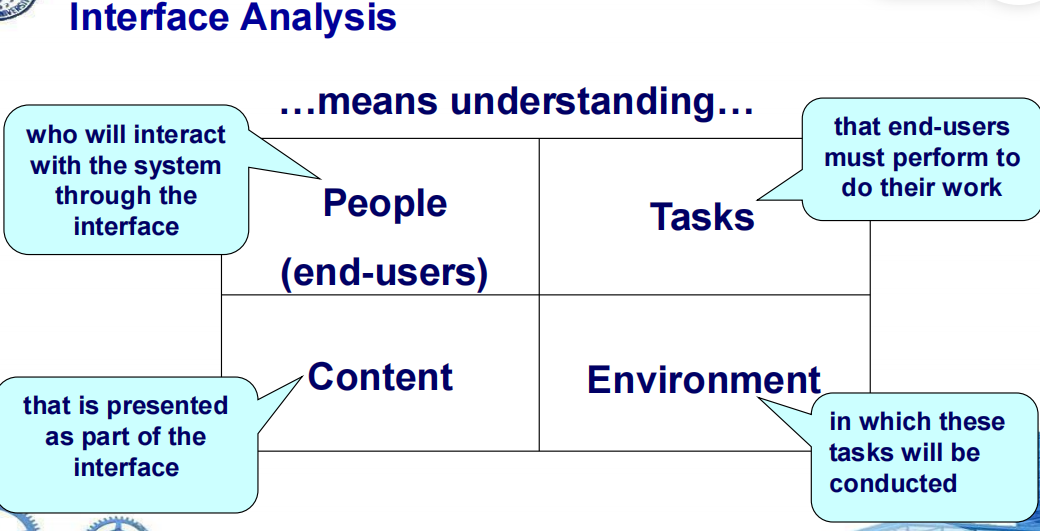 Interface Analysis
…means understanding…
who will interact
with the system
through the
interface
People
(end-users)
that end-users
must perform to
do their work
Tasks
that is presented
as part of the
interface
Content
Environment
in which these
tasks will be
conducted